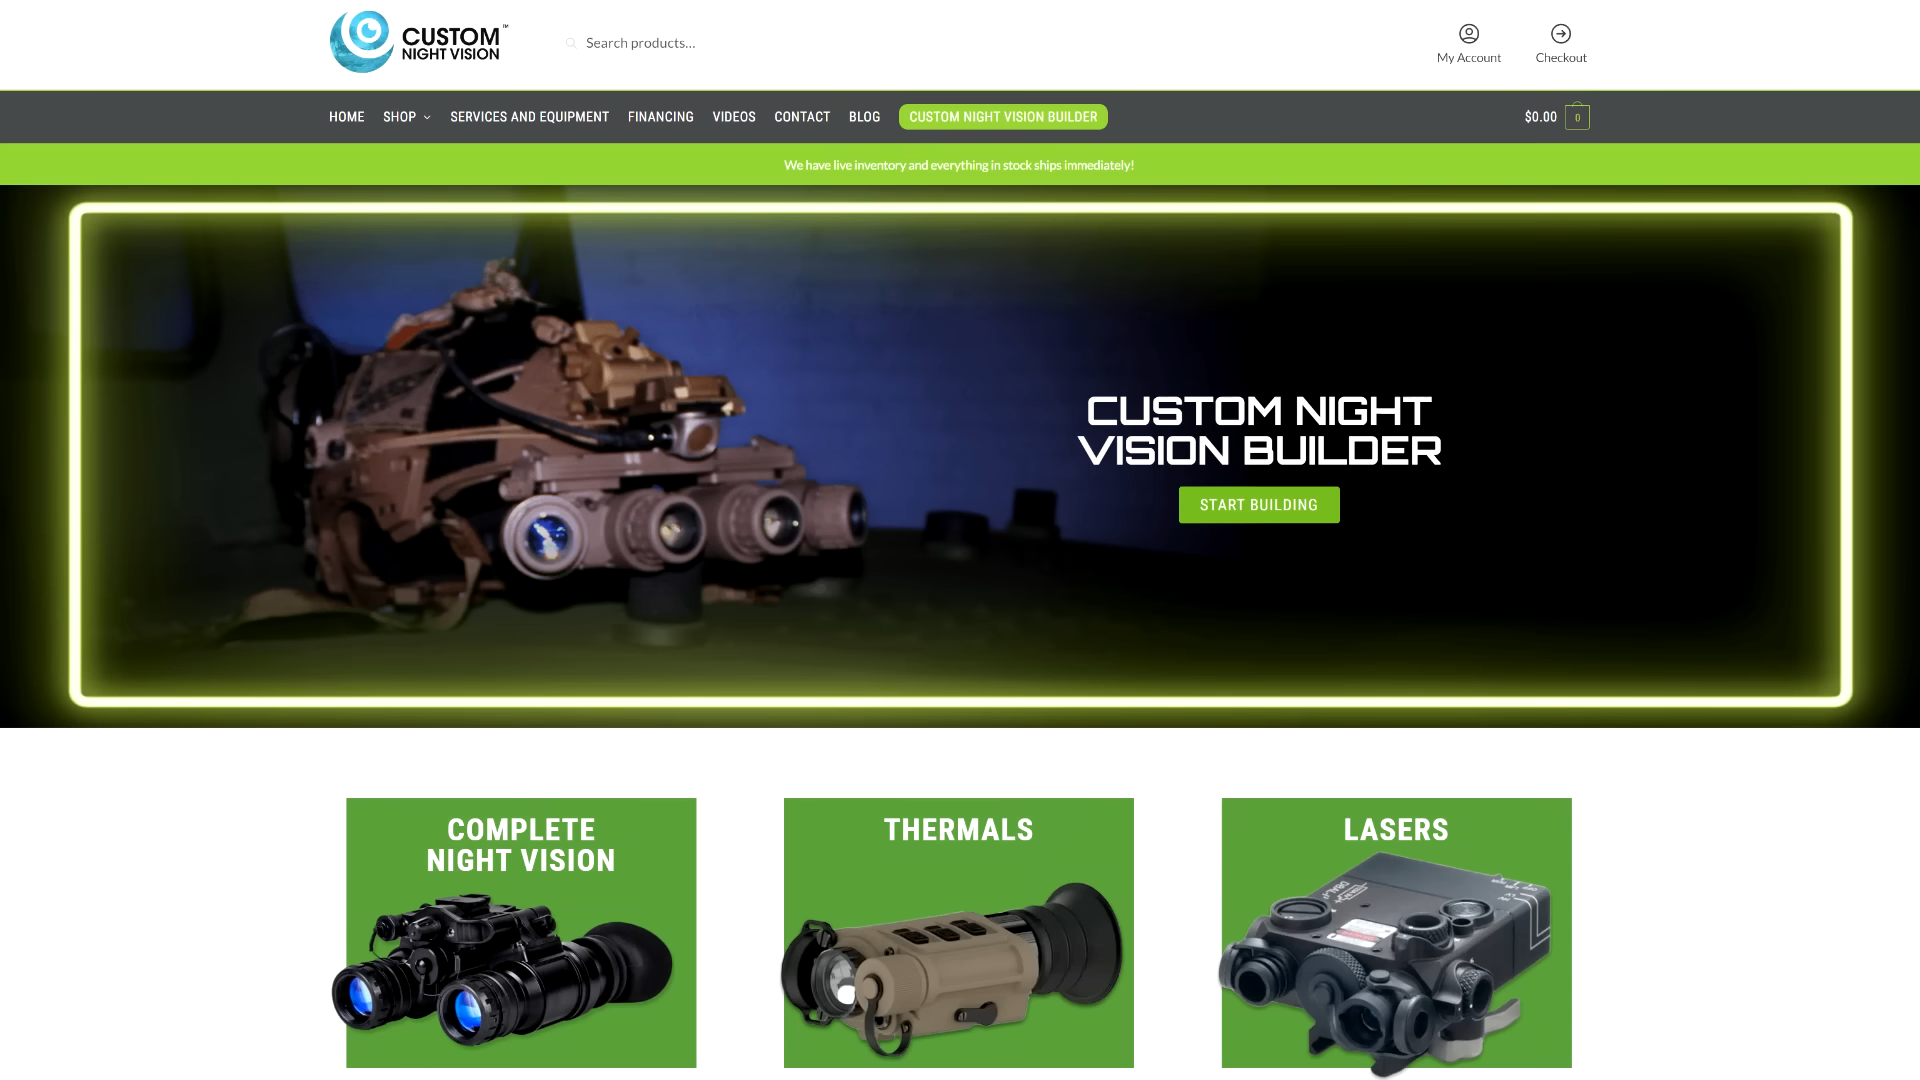 CUSTOM™
NIGHT VISION
Search products...
My Account
Checkout
HOME
SHOP
SERVICES AND EQUIPMENT
FINANCING
VIDEOS
CONTACT
BLOG
CUSTOM NIGHT VISION BUILDER
$0.00
0
We have live inventory and everything in stock ships immediately!
CUSTOM NIGHT
VISION BUILDER
START BUILDING
COMPLETE
NIGHT VISION
THERMALS
LASERS